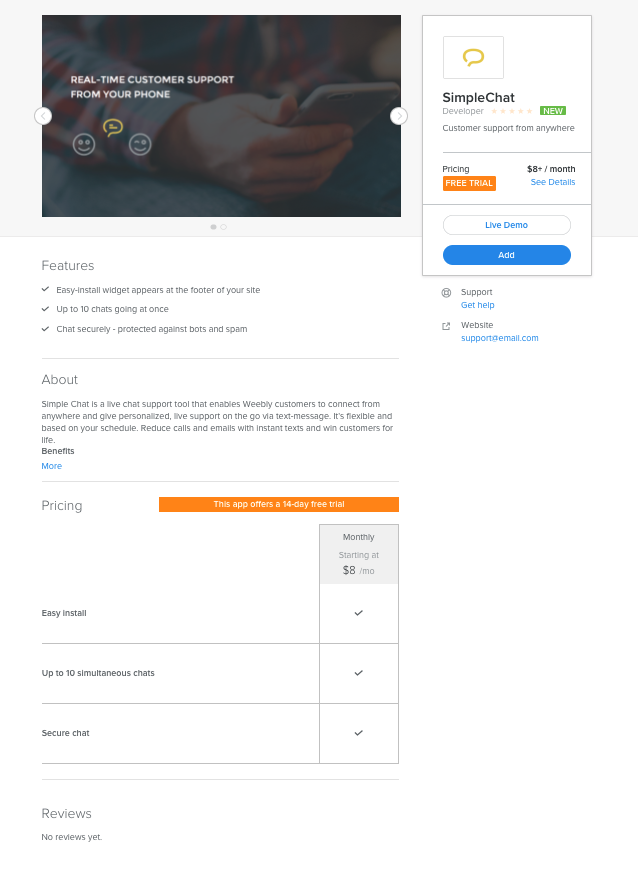 REAL-TIME CUSTOMER SUPPORT
FROM YOUR PHONE
SimpleChat
Developer
NEW
Customer support from anywhere
Pricing
$8+ / month
FREE TRIAL
See Details
Live Demo
Add
Support
Get help
Website
support@email.com
Features
Easy-install widget appears at the footer of your site
Up to 10 chats going at once
Chat securely - protected against bots and spam
About
Simple Chat is a live chat support tool that enables Weebly customers to connect from
anywhere and give personalized, live support on the go via text-message. It's flexible and
based on your schedule. Reduce calls and emails with instant texts and win customers for
life.
Benefits
More
Pricing
This app offers a 14-day free trial
Monthly
Starting at
$8 /mo
Easy install
Up to 10 simultaneous chats
Secure chat
Reviews
No reviews yet.